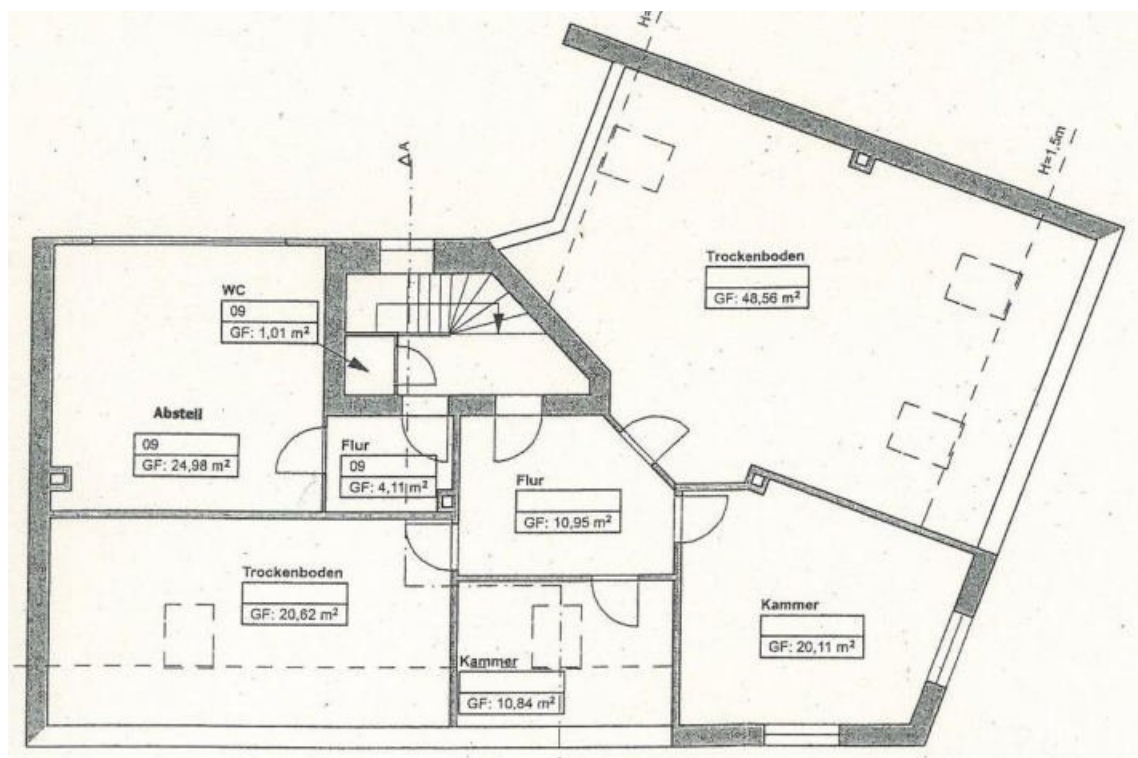 H=
H=1,5m
A
Trockenboden
GF: 48,56 m²
WC
09
GF: 1,01 m²
Abstell
09
GF: 24,98 m²
Flur
09
GF: 4,11 m²
Flur
GF: 10,95 m²
Trockenboden
GF: 20,62 m²
Kammer
GF: 20,11 m²
Kammer
GF: 10,84 m²